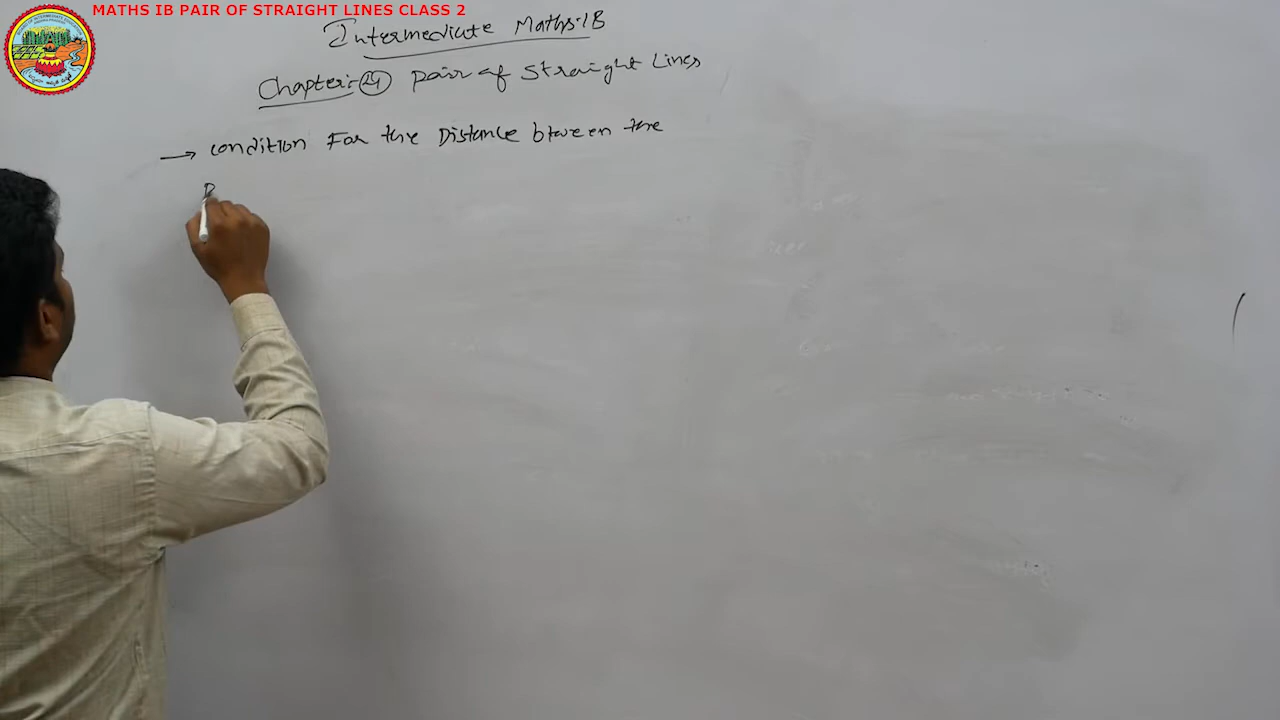 MATHS IB PAIR OF STRAIGHT LINES CLASS 2
Intermediate Maths:IB
Chapter:- 24 Pair of Straight Lines
→ condition For the Distance btween the
P